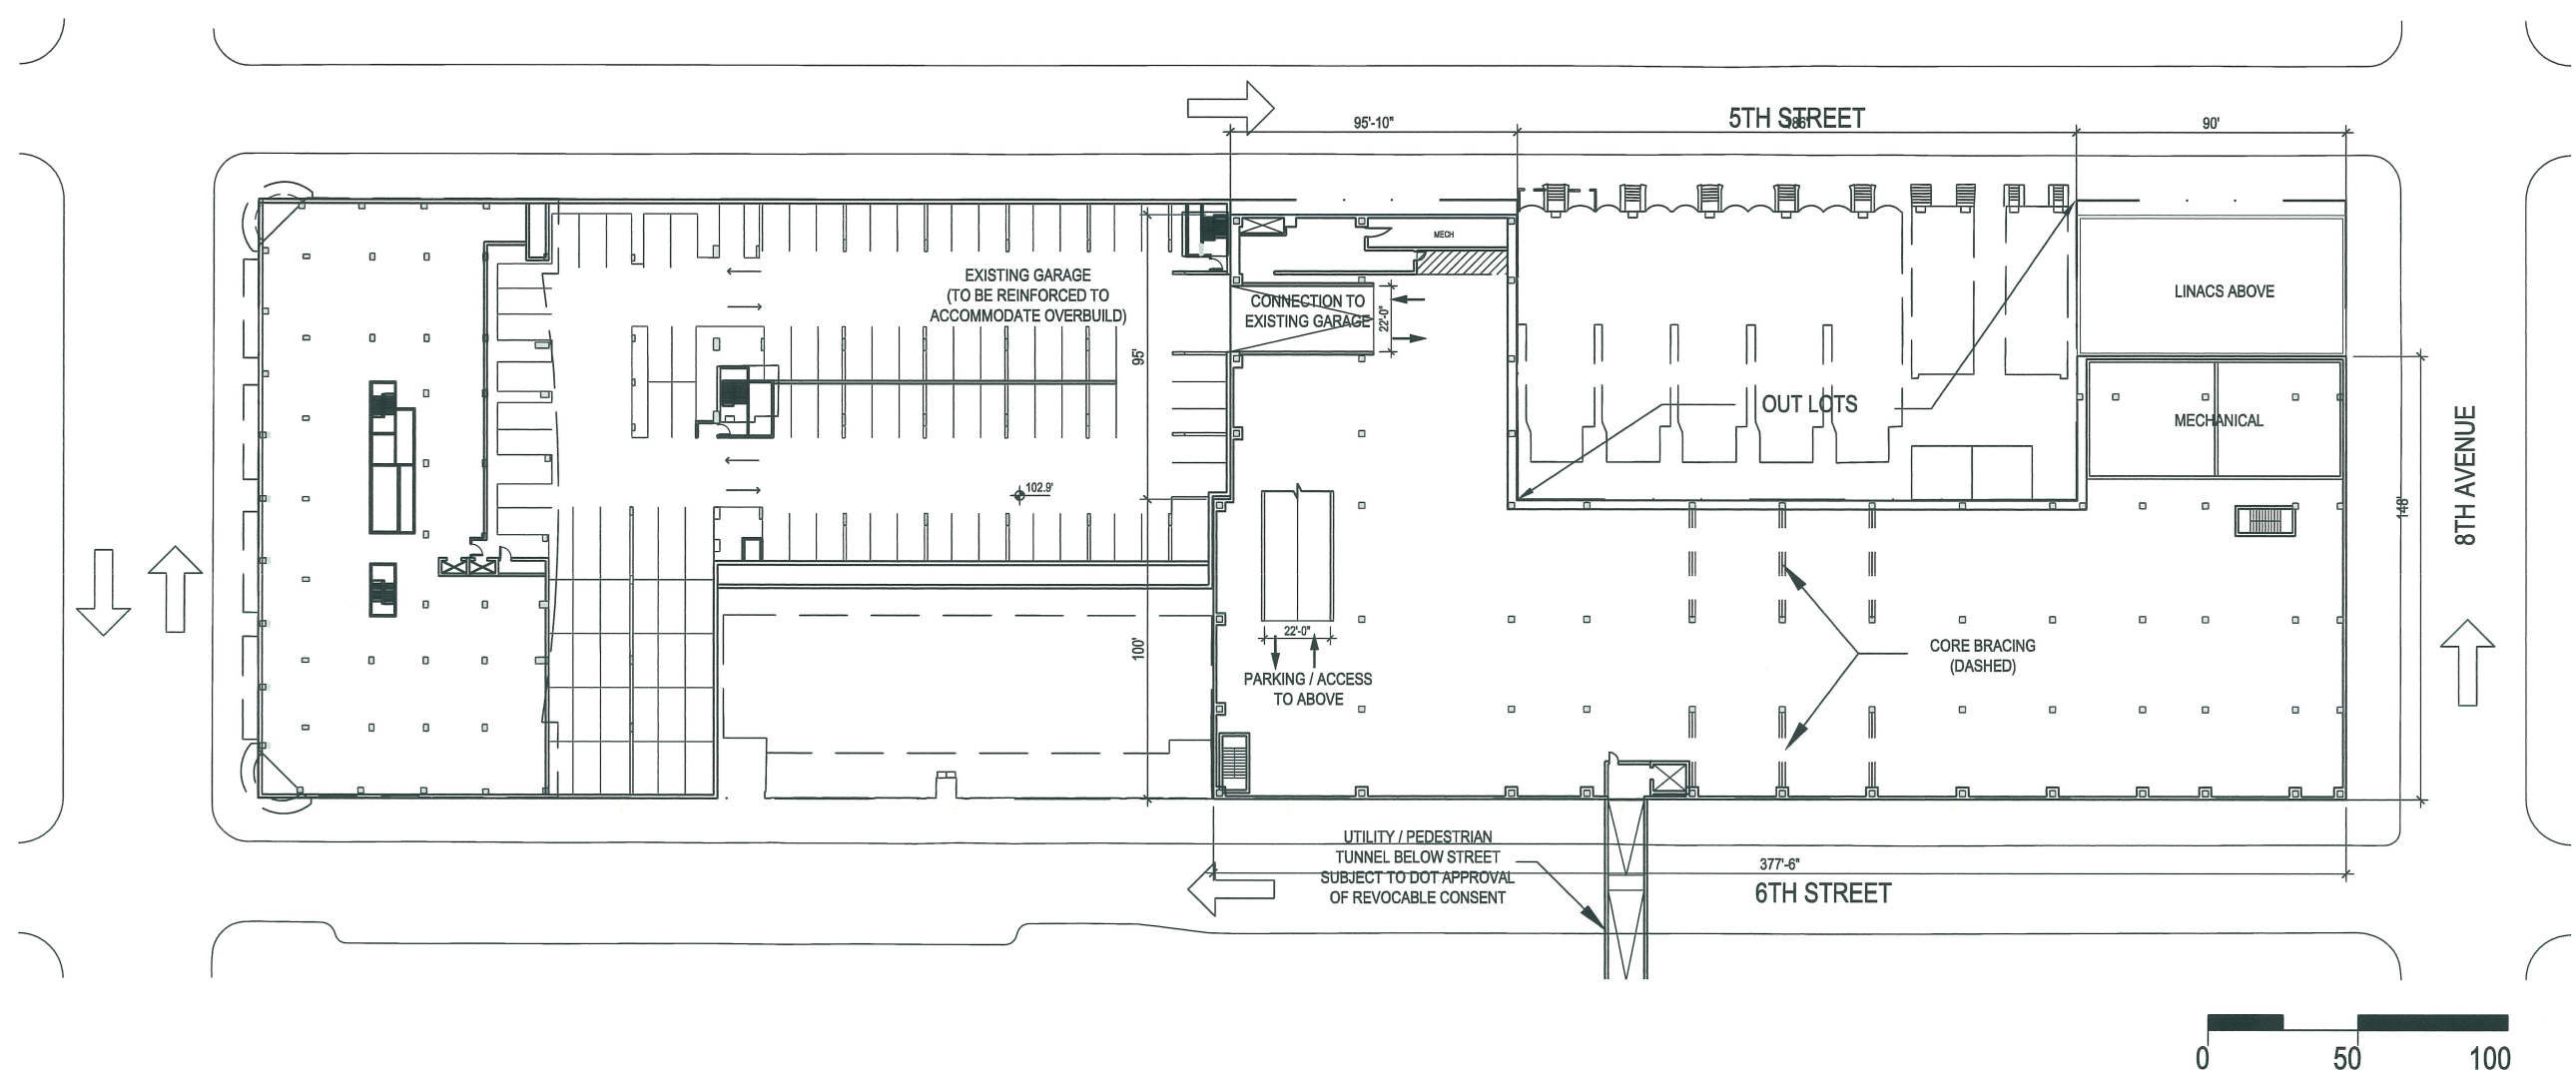 5TH STREET
95'-10"
186'
90'
MECH
EXISTING GARAGE
(TO BE REINFORCED TO
ACCOMMODATE OVERBUILD)
CONNECTION TO
EXISTING GARAGE
22'-0"
LINACS ABOVE
95'
OUT LOTS
MECHANICAL
8TH AVENUE
102.9'
148'
22'-0"
100'
CORE BRACING
(DASHED)
PARKING / ACCESS
TO ABOVE
UTILITY / PEDESTRIAN
TUNNEL BELOW STREET
SUBJECT TO DOT APPROVAL
OF REVOCABLE CONSENT
377'-6"
6TH STREET
0 50 100